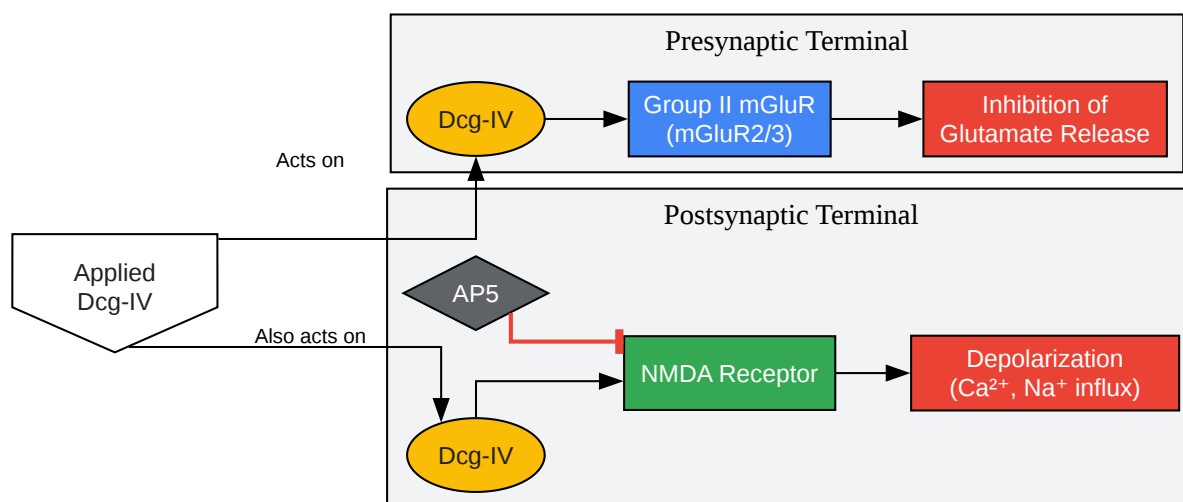 Presynaptic Terminal
Dcg-IV
Group II mGluR
(mGluR2/3)
Inhibition of
Glutamate Release
Acts on
Postsynaptic Terminal
Applied
Dcg-IV
AP5
Also acts on
NMDA Receptor
Depolarization
(Ca²⁺, Na⁺ influx)
Dcg-IV